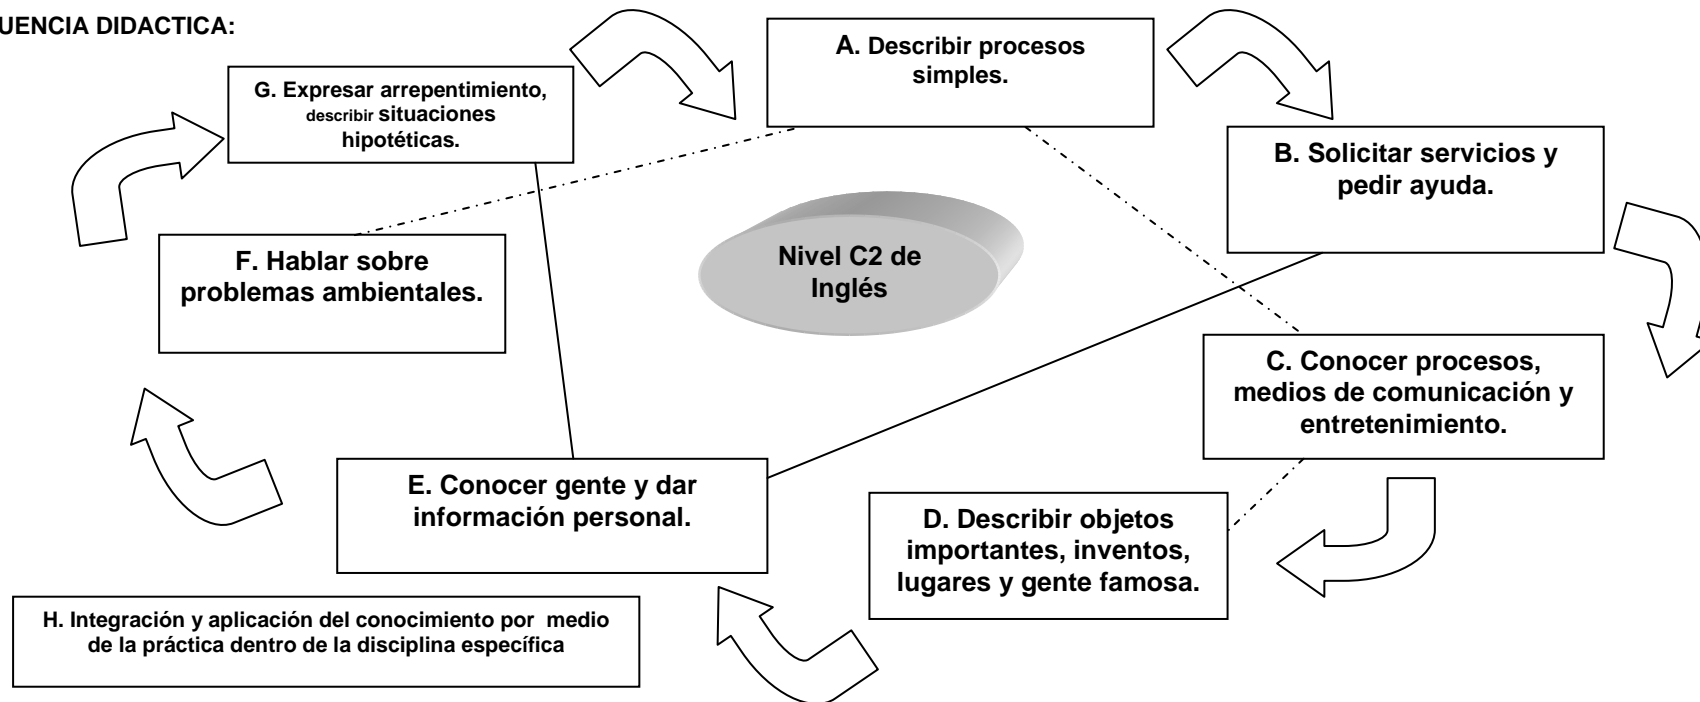 UENCIA DIDACTICA:
A. Describir procesos
simples.
G. Expresar arrepentimiento,
describir situaciones
hipotéticas.
B. Solicitar servicios y
pedir ayuda.
Nivel C2 de
Inglés
F. Hablar sobre
problemas ambientales.
C. Conocer procesos,
medios de comunicación y
entretenimiento.
E. Conocer gente y dar
información personal.
D. Describir objetos
importantes, inventos,
lugares y gente famosa.
H. Integración y aplicación del conocimiento por medio
de la práctica dentro de la disciplina específica